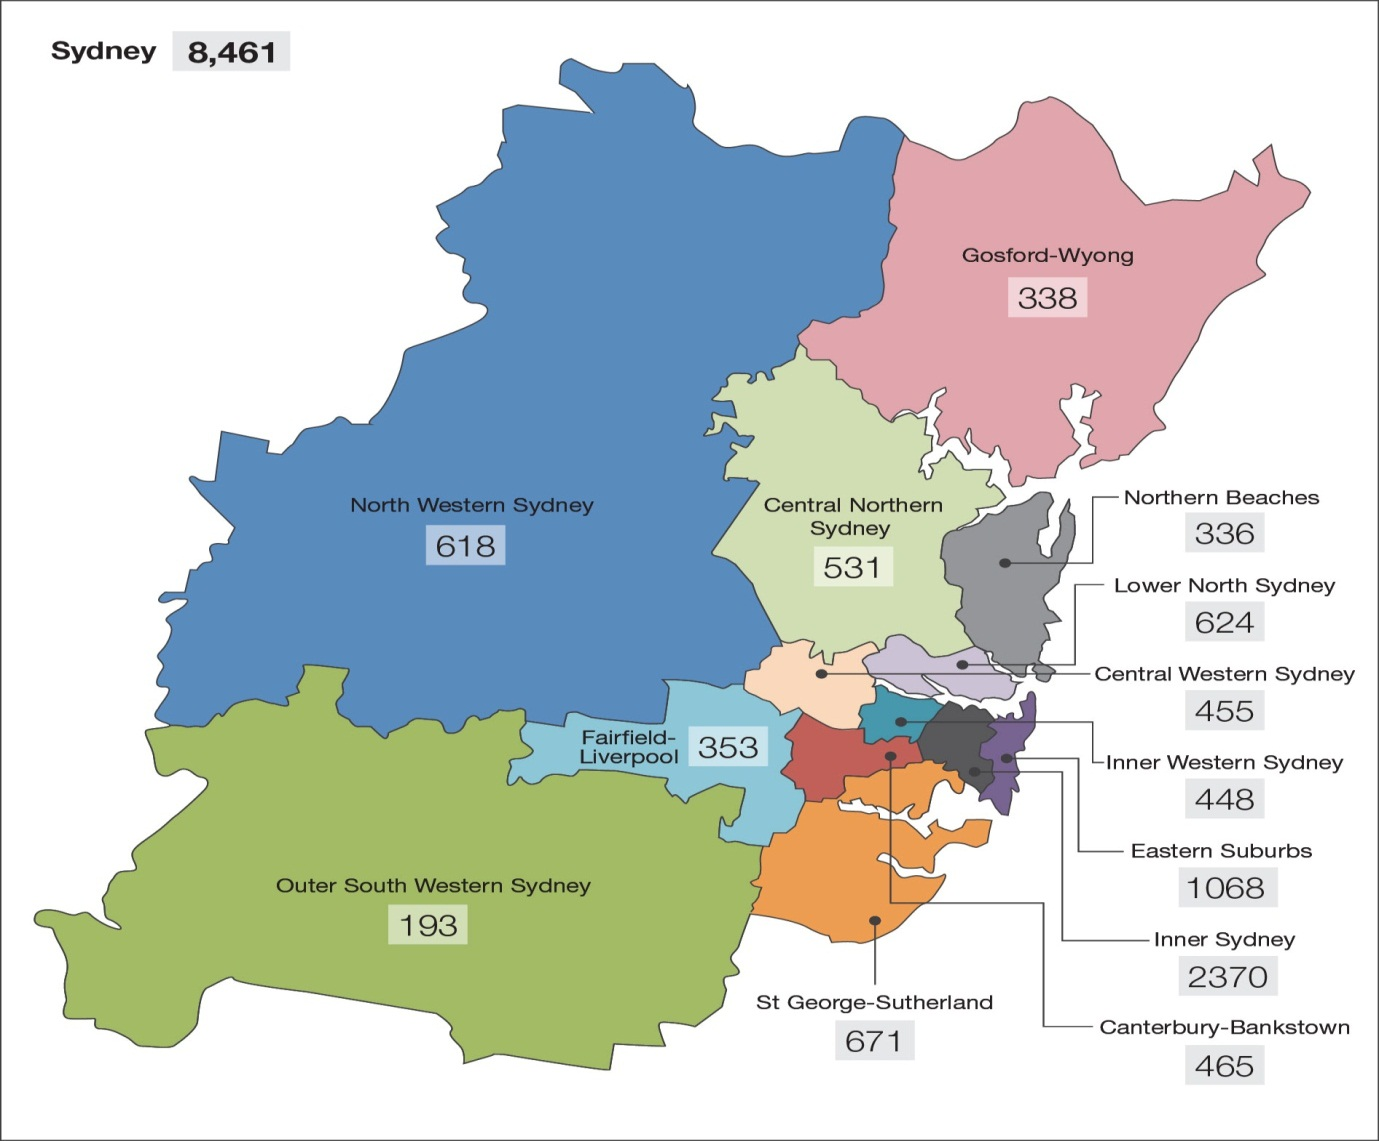 Sydney 8,461
Gosford-Wyong
338
North Western Sydney
618
Central Northern
Sydney
531
Northern Beaches
336
Lower North Sydney
624
Central Western Sydney
455
Fairfield-
Liverpool
353
Inner Western Sydney
448
Eastern Suburbs
1068
Outer South Western Sydney
193
Inner Sydney
2370
St George-Sutherland
671
Canterbury-Bankstown
465